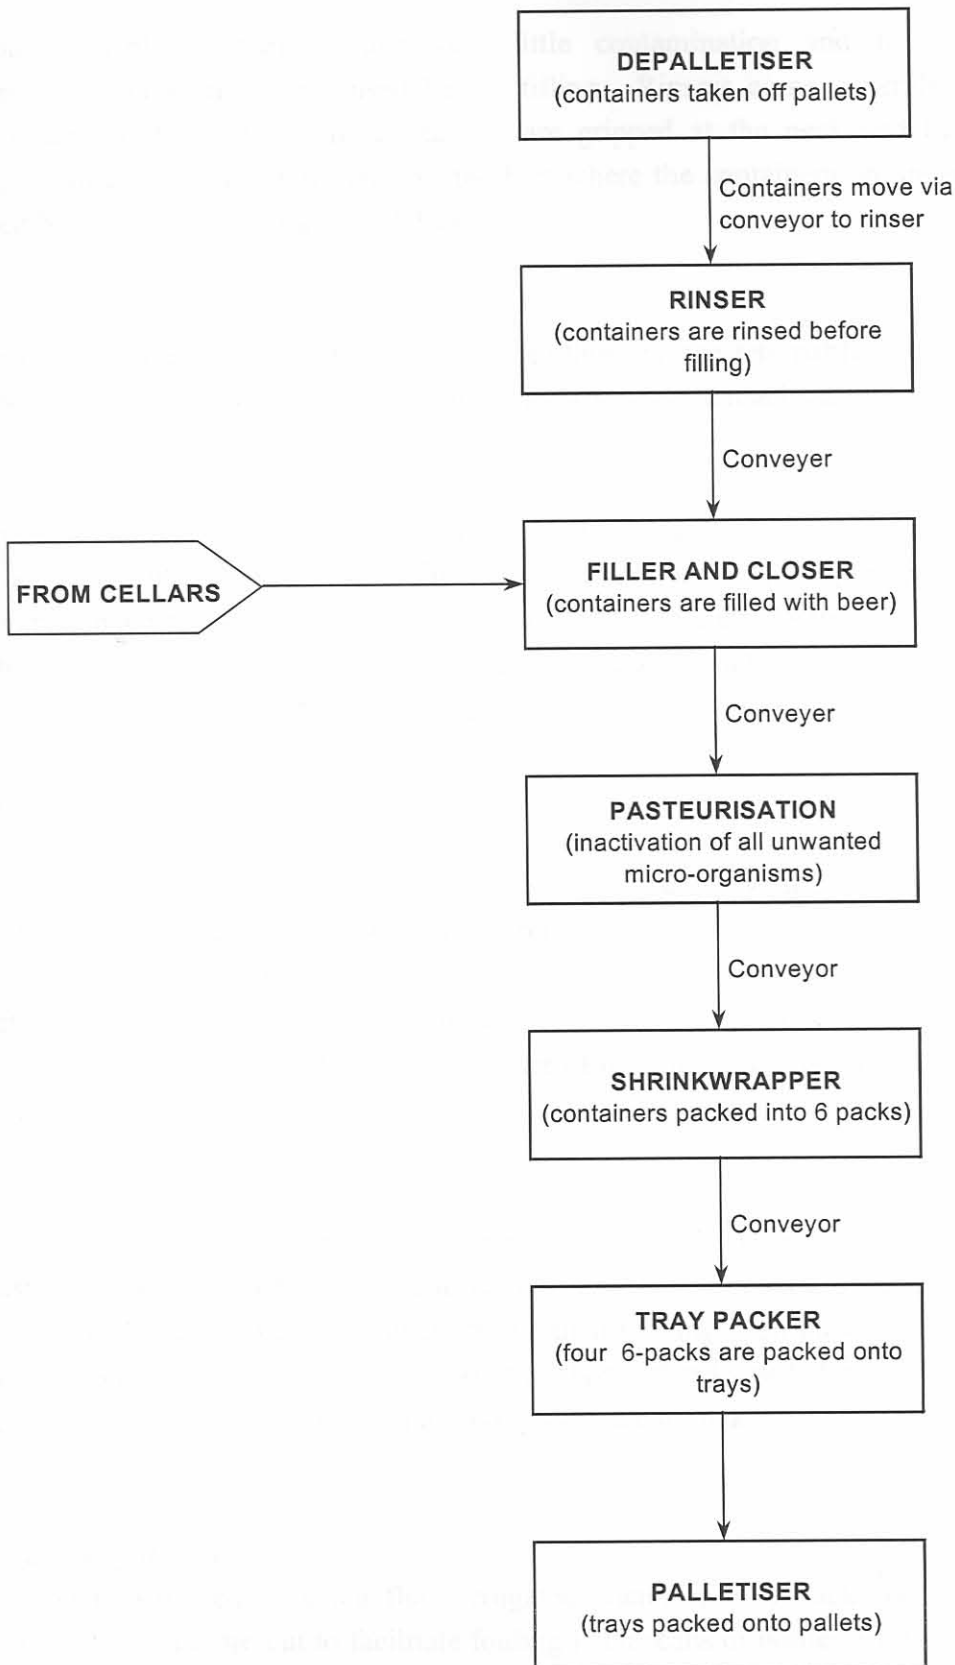 DEPALLETISER
(containers taken off pallets)
Containers move via
conveyor to rinser
RINSER
(containers are rinsed before
filling)
Conveyer
FROM CELLARS
FILLER AND CLOSER
(containers are filled with beer)
Conveyer
PASTEURISATION
(inactivation of all unwanted
micro-organisms)
Conveyor
SHRINKWRAPPER
(containers packed into 6 packs)
Conveyor
TRAY PACKER
(four 6-packs are packed onto
trays)
PALLETISER
(trays packed onto pallets)